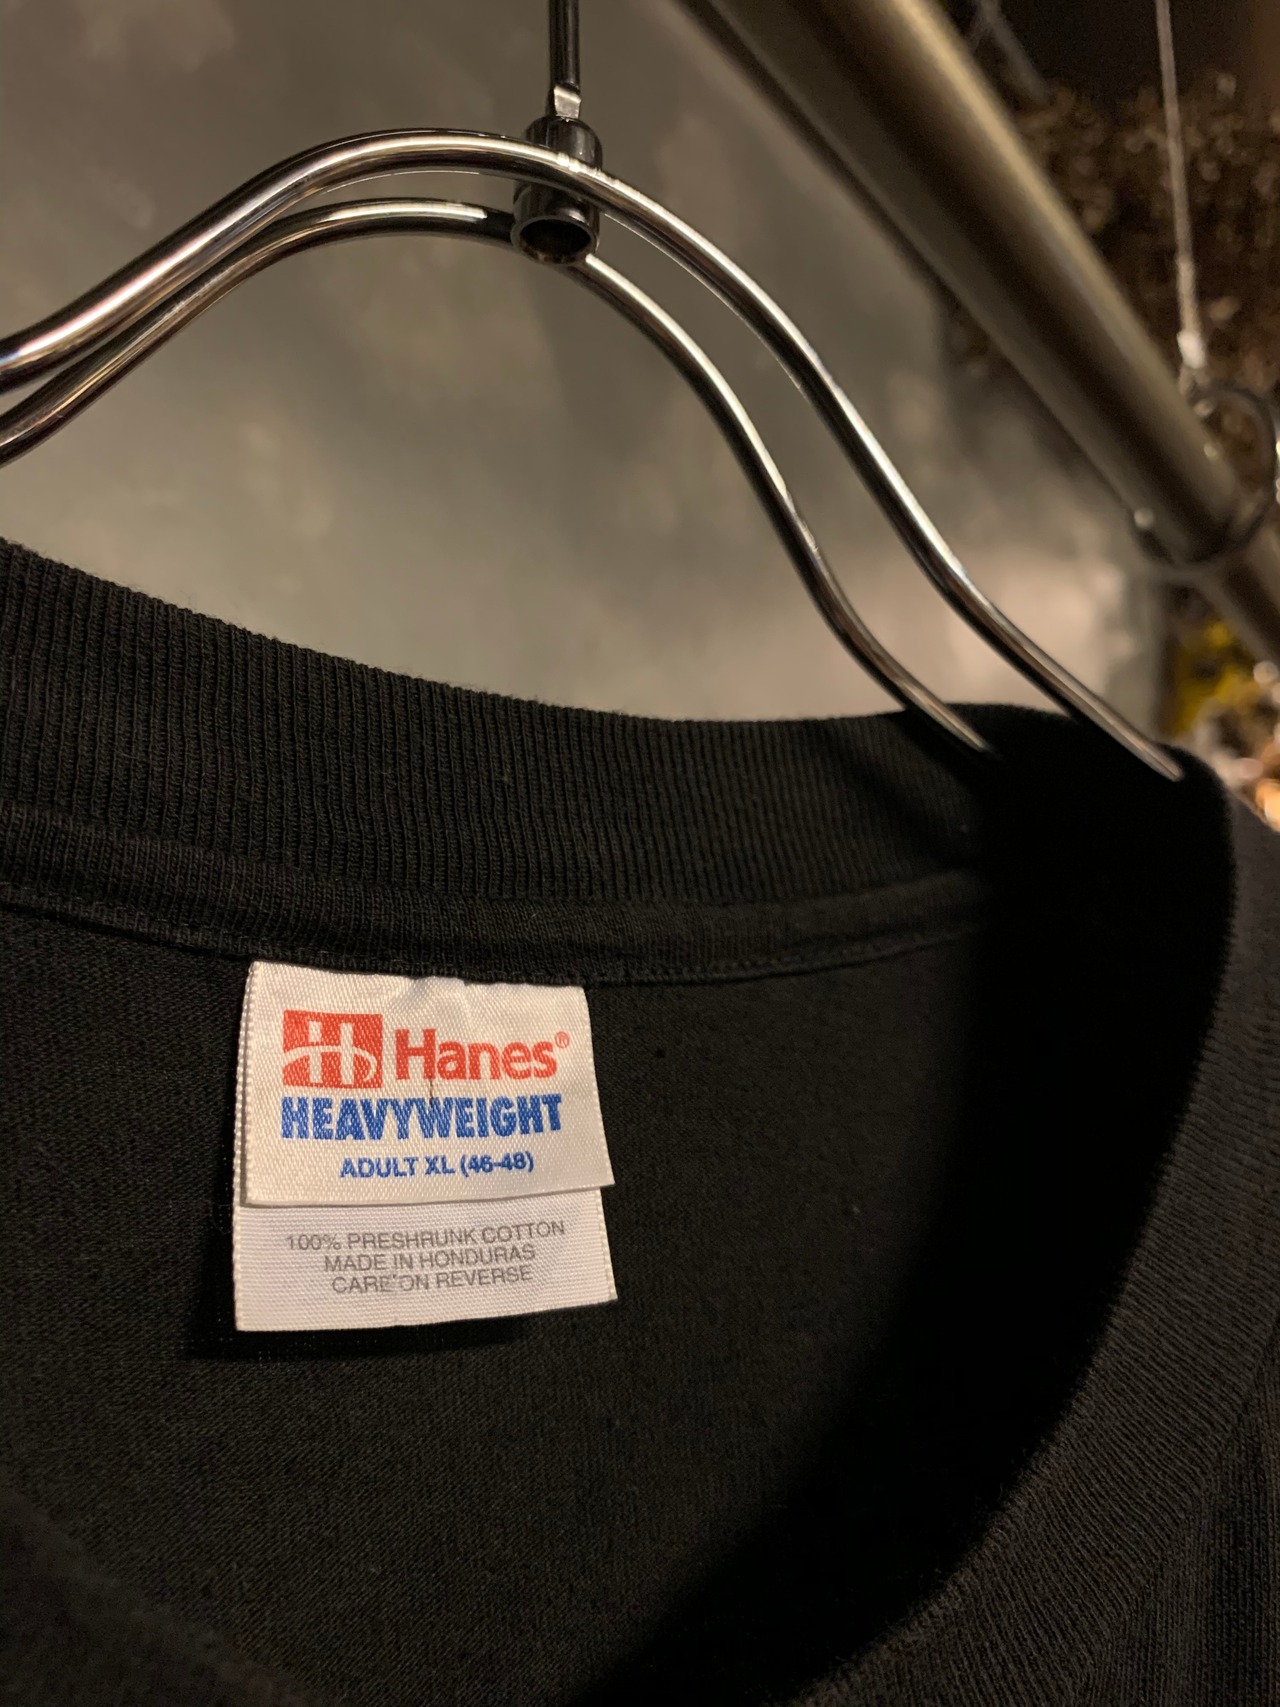 Hanes®
HEAVYWEIGHT
ADULT XL (46-48)
100% PRESHRUNK COTTON
MADE IN HONDURAS
CARE ON REVERSE